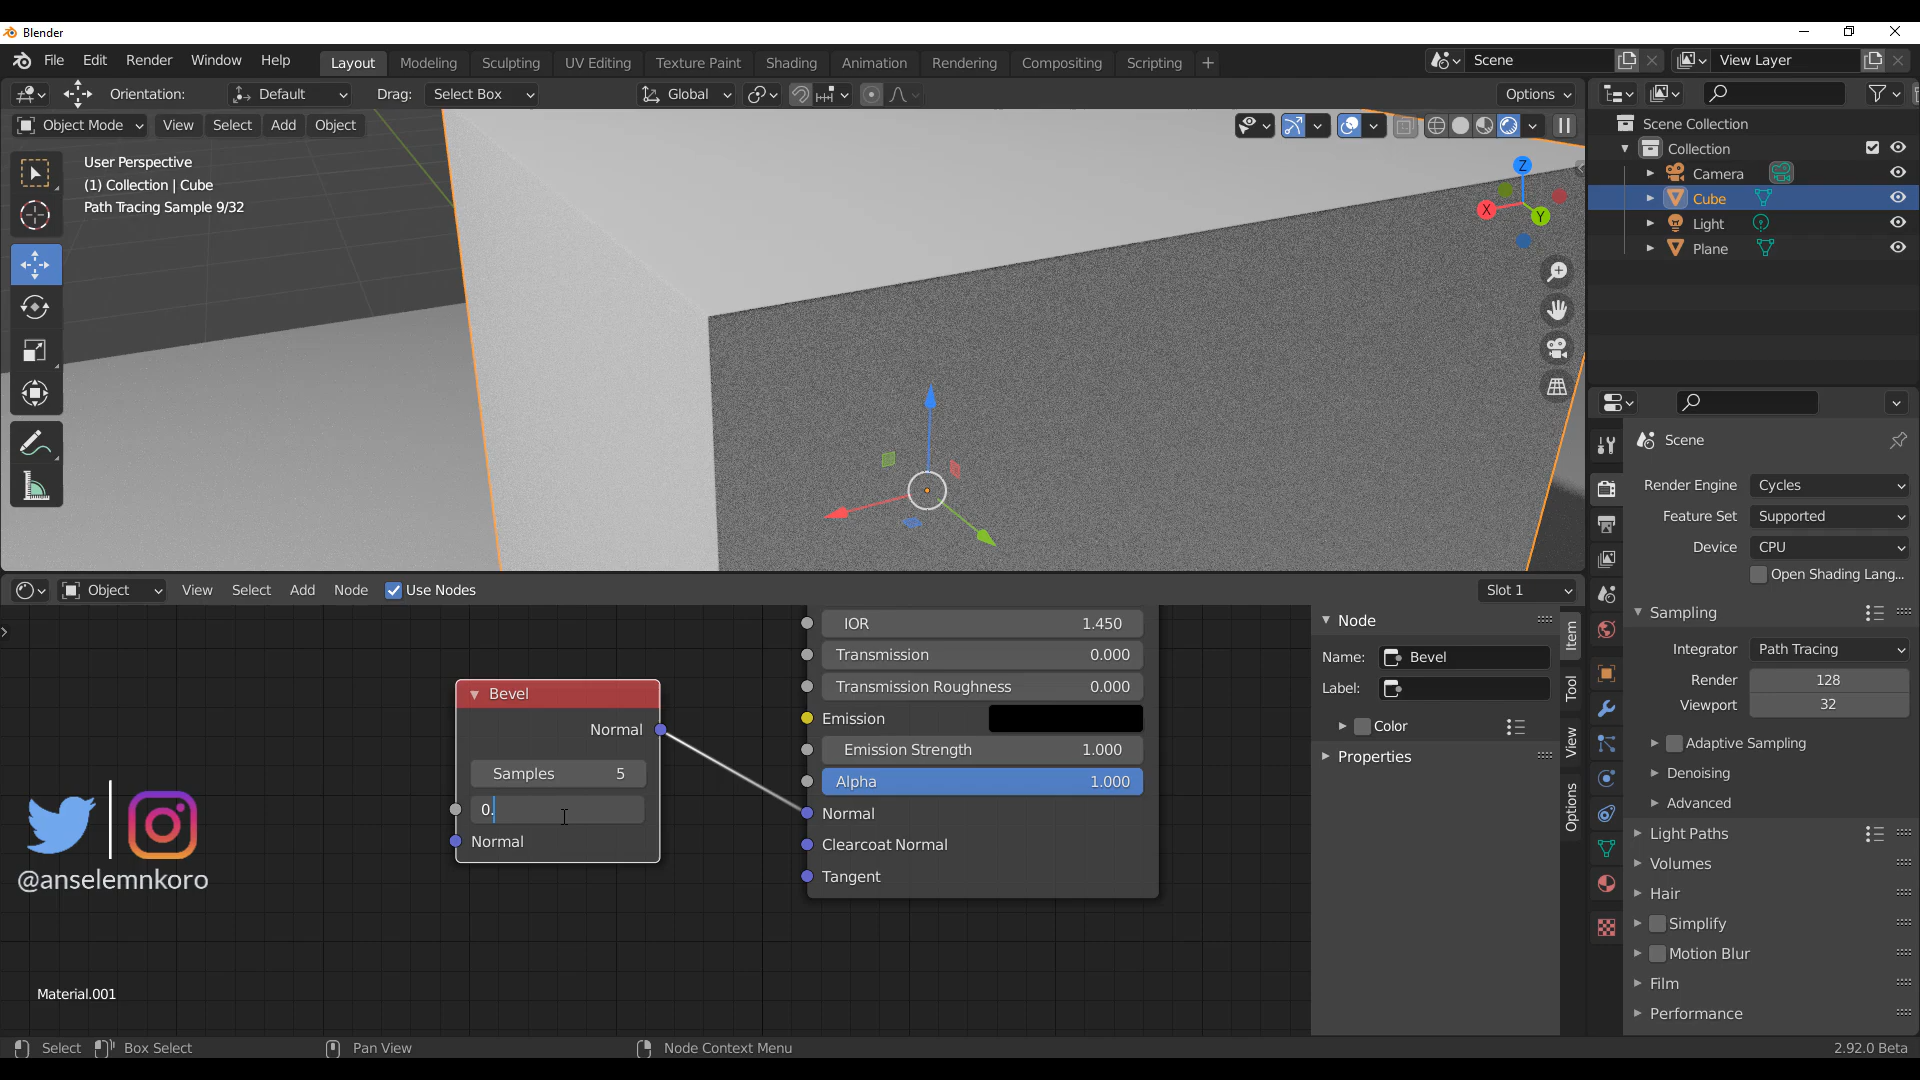 Blender
File Edit Render Window Help Layout Modeling Sculpting UV Editing Texture Paint Shading Animation Rendering Compositing Scripting + Scene View Layer
Orientation: Default Drag: Select Box Global Options
Object Mode View Select Add Object
User Perspective
(1) Collection | Cube
Path Tracing Sample 9/32
Z
X
Y
Scene Collection
Collection
Camera
Cube
Light
Plane
Scene
Render Engine Cycles
Feature Set Supported
Device CPU
Open Shading Lang...
Sampling
Integrator Path Tracing
Render 128
Viewport 32
Adaptive Sampling
Denoising
Advanced
Light Paths
Volumes
Hair
Simplify
Motion Blur
Film
Performance
Object View Select Add Node Use Nodes Slot 1
IOR 1.450
Transmission 0.000
Transmission Roughness 0.000
Emission
Emission Strength 1.000
Alpha 1.000
Normal
Clearcoat Normal
Tangent
Bevel
Normal
Samples 5
0.
Normal
Node
Name: Bevel
Label:
Color
Properties
Item
Tool
View
Options
@anselemnkoro
Material.001
Select Box Select Pan View Node Context Menu 2.92.0 Beta